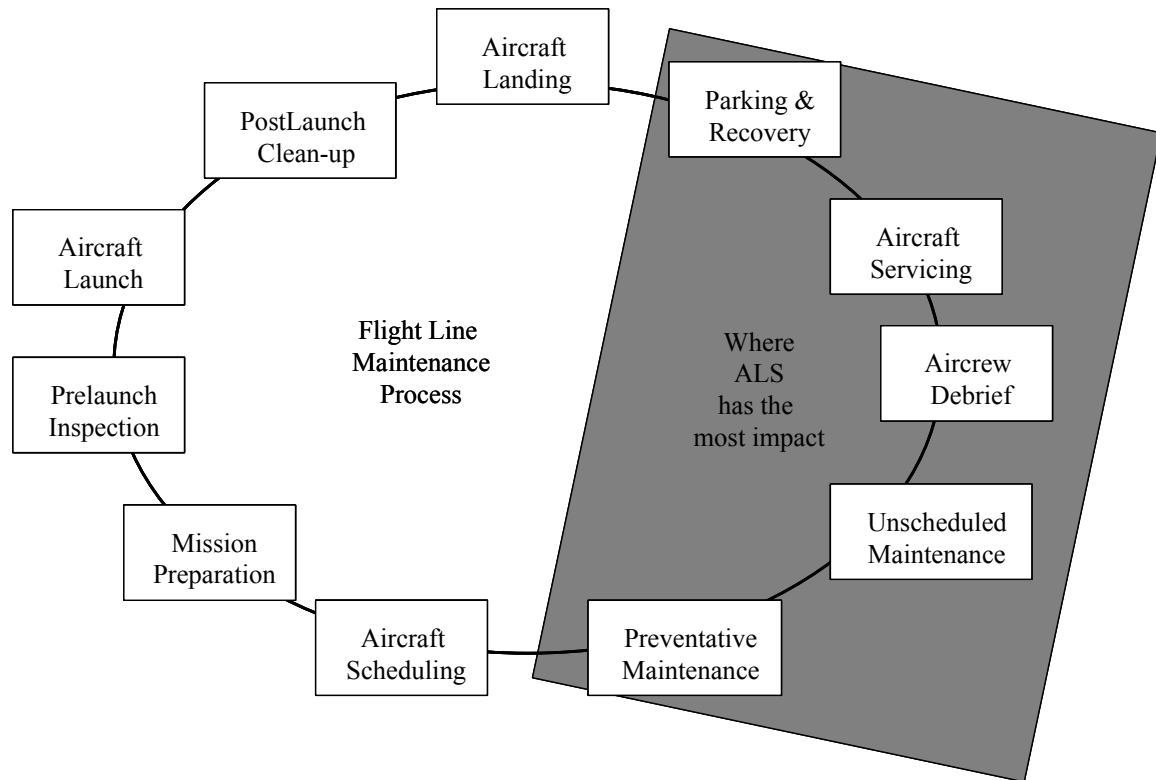 Aircraft
Landing
Parking &
Recovery
PostLaunch
Clean-up
Aircraft
Servicing
Aircraft
Launch
Flight Line
Maintenance
Process
Where
ALS
has the
most impact
Aircrew
Debrief
Prelaunch
Inspection
Unscheduled
Maintenance
Mission
Preparation
Aircraft
Scheduling
Preventative
Maintenance